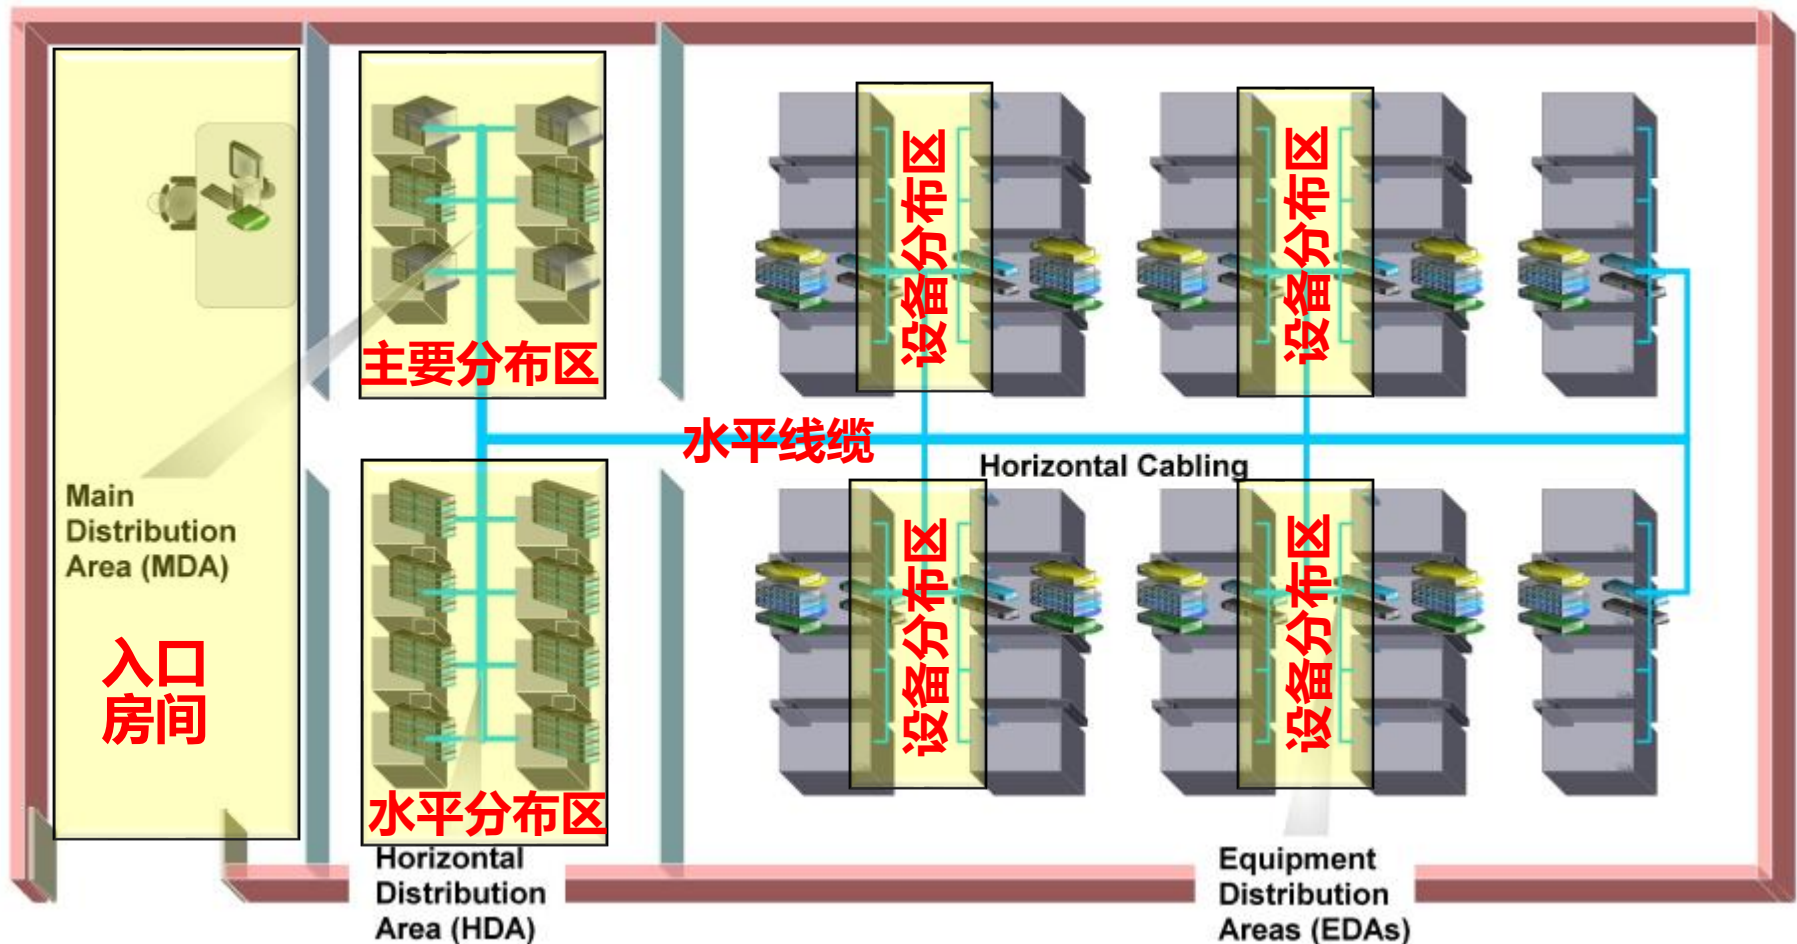 主要分布区
设备分布区
设备分布区
水平线缆
Horizontal Cabling
Main
Distribution
Area (MDA)
入口
房间
设备分布区
设备分布区
水平分布区
Horizontal
Distribution
Area (HDA)
Equipment
Distribution
Areas (EDAs)